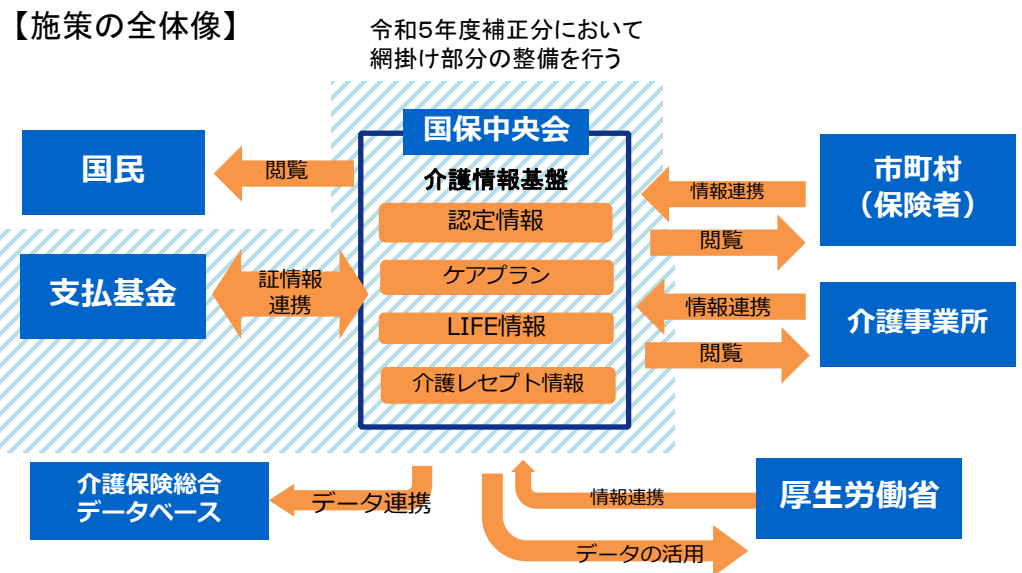 【施策の全体像】
令和5年度補正分において
網掛け部分の整備を行う
国保中央会
介護情報基盤
認定情報
ケアプラン
LIFE情報
介護レセプト情報
国民
閲覧
支払基金
証情報
連携
市町村
（保険者）
情報連携
閲覧
介護事業所
情報連携
閲覧
介護保険総合
データベース
データ連携
厚生労働省
情報連携
データの活用